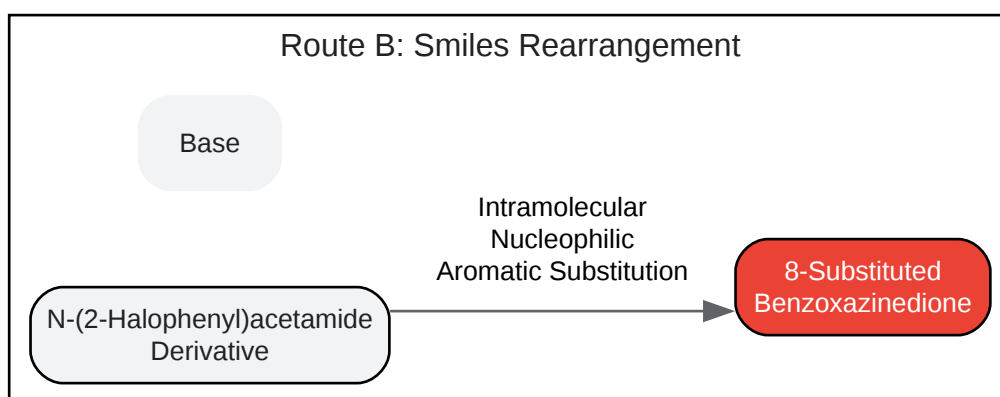 Route B: Smiles Rearrangement
Base
Intramolecular
Nucleophilic
Aromatic Substitution
N-(2-Halophenyl)acetamide
Derivative
8-Substituted
Benzoxazinedione